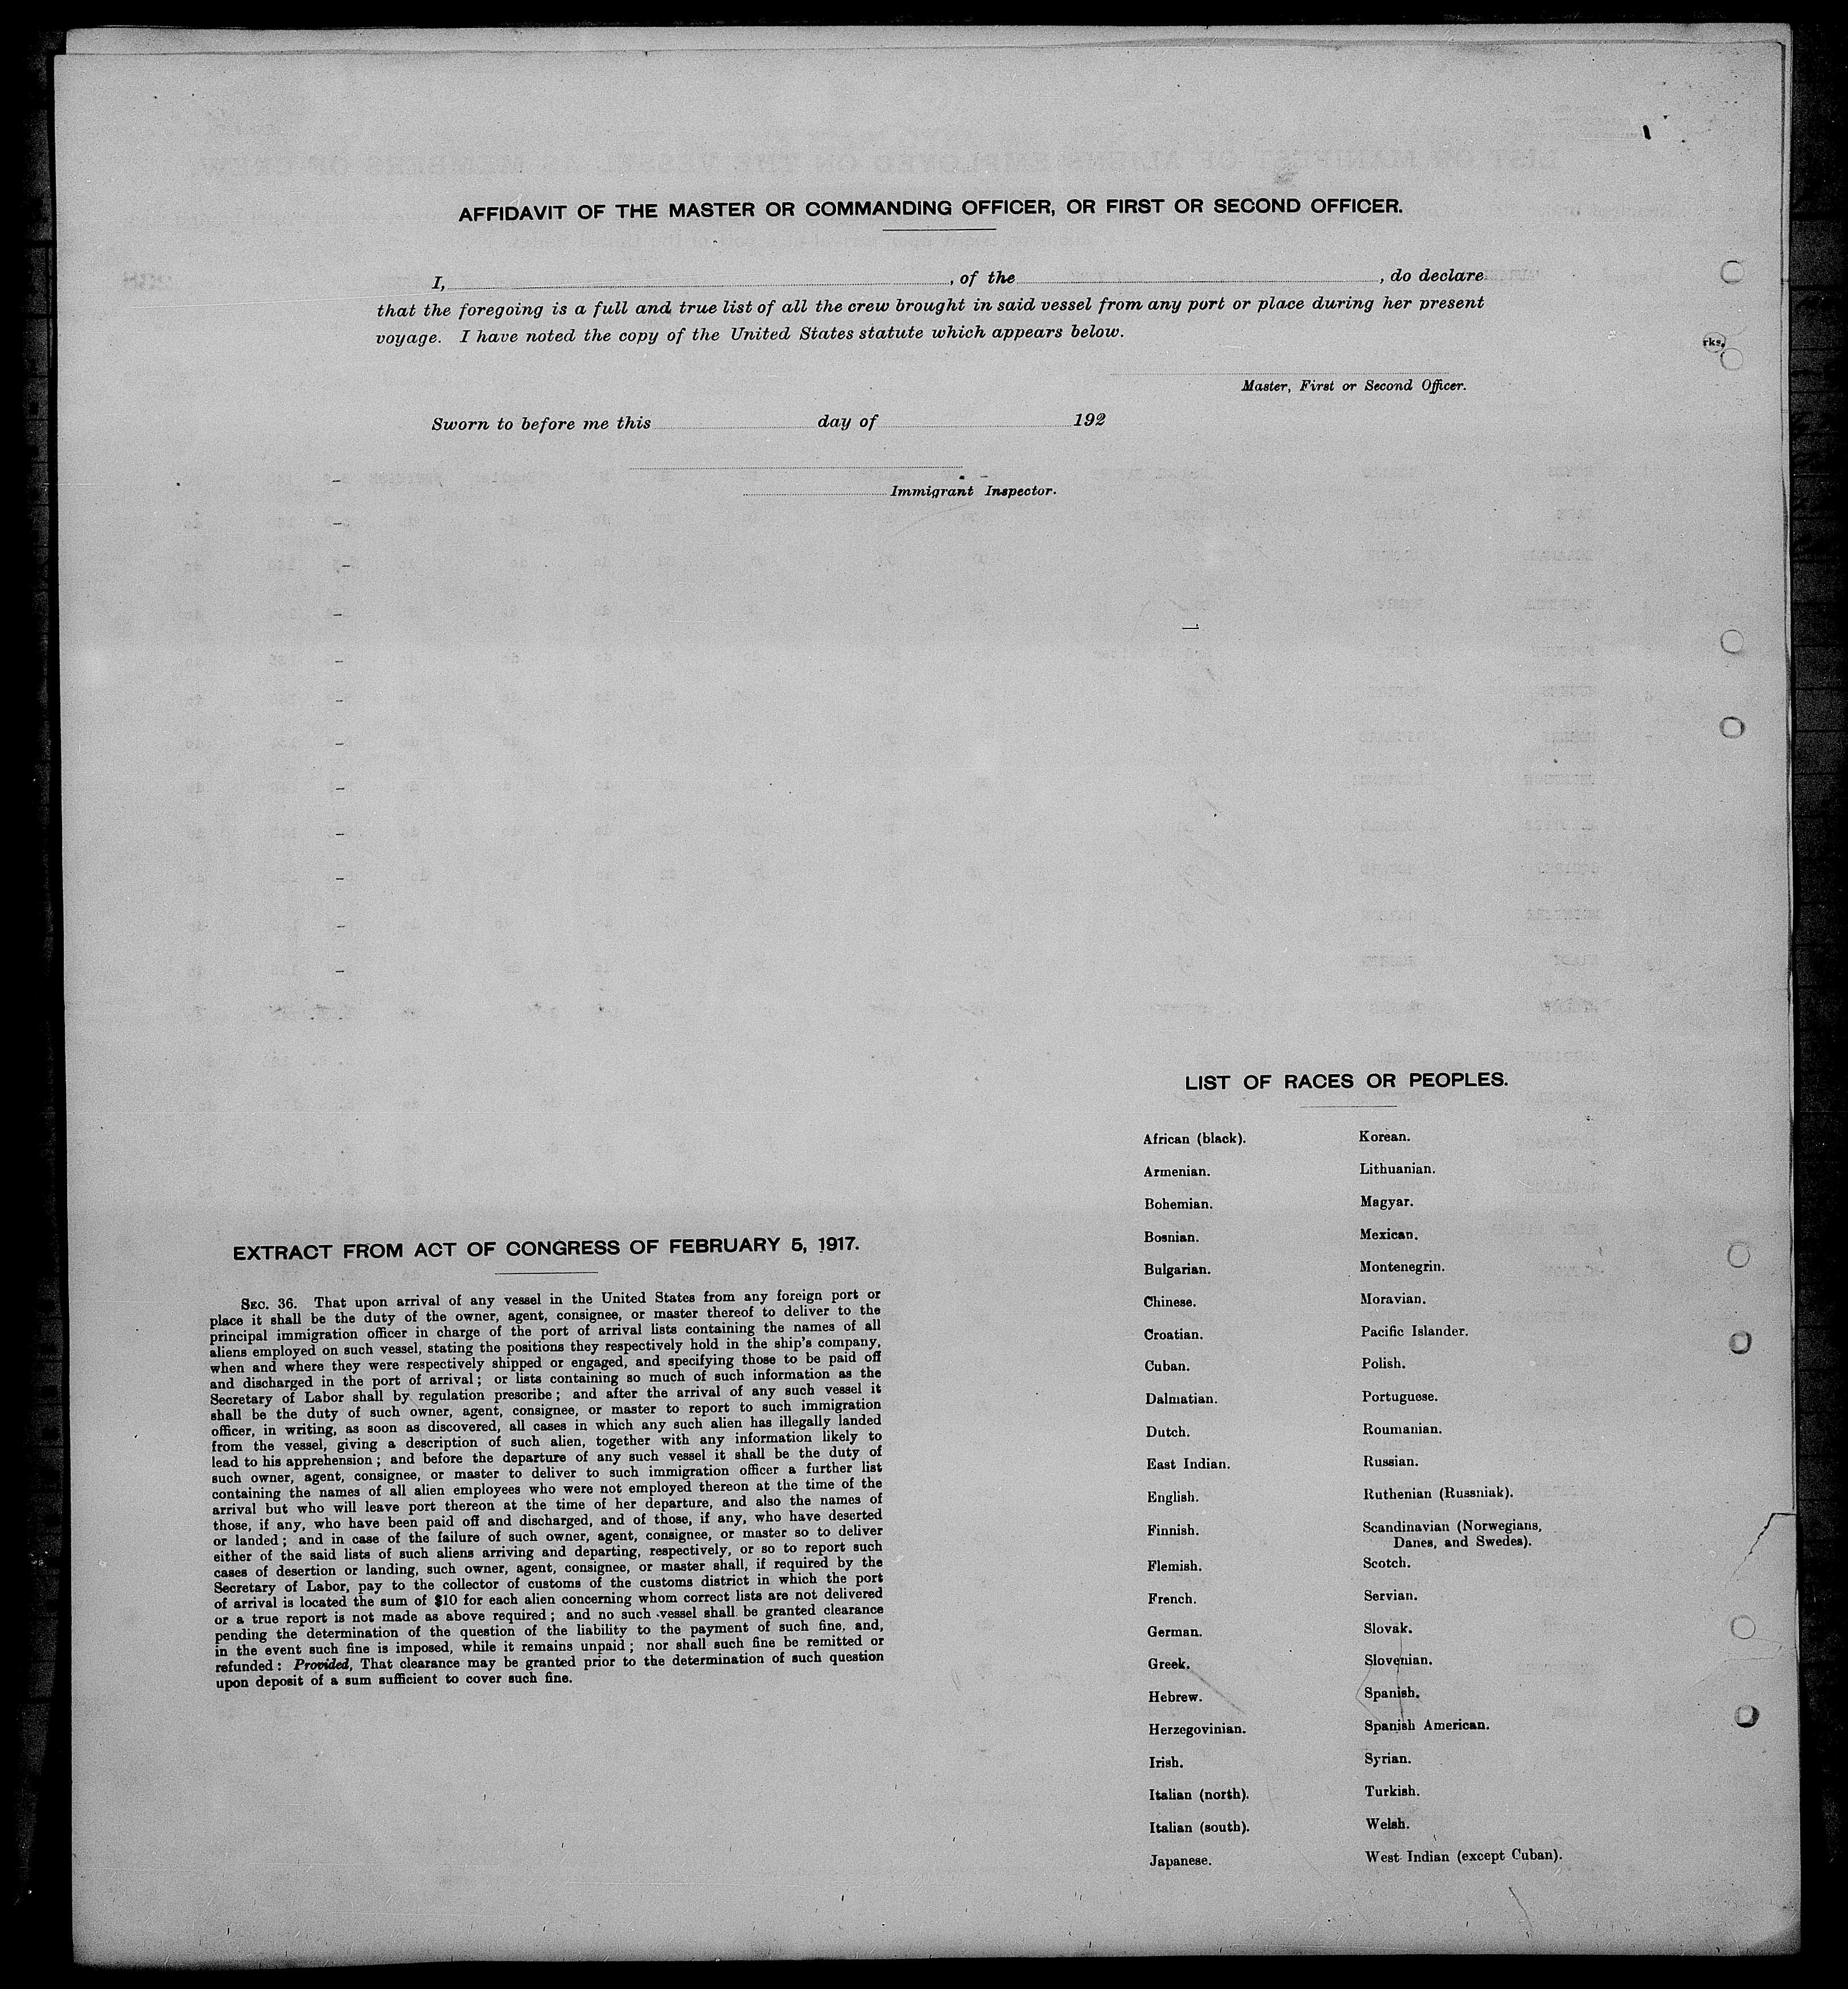 AFFIDAVIT OF THE MASTER OR COMMANDING OFFICER, OR FIRST OR SECOND OFFICER.
I, , of the , do declare
that the foregoing is a full and true list of all the crew brought in said vessel from any port or place during her present
voyage. I have noted the copy of the United States statute which appears below.
rks.
Master, First or Second Officer.
Sworn to before me this day of 192
Immigrant Inspector.
EXTRACT FROM ACT OF CONGRESS OF FEBRUARY 5, 1917.
SEC. 36. That upon arrival of any vessel in the United States from any foreign port or
place it shall be the duty of the owner, agent, consignee, or master thereof to deliver to the
principal immigration officer in charge of the port of arrival lists containing the names of all
aliens employed on such vessel, stating the positions they respectively hold in the ship's company,
when and where they were respectively shipped or engaged, and specifying those to be paid off
and discharged in the port of arrival; or lists containing so much of such information as the
Secretary of Labor shall by regulation prescribe; and after the arrival of any such vessel it
shall be the duty of such owner, agent, consignee, or master to report to such immigration
officer, in writing, as soon as discovered, all cases in which any such alien has illegally landed
from the vessel, giving a description of such alien, together with any information likely to
lead to his apprehension; and before the departure of any such vessel it shall be the duty of
such owner, agent, consignee, or master to deliver to such immigration officer a further list
containing the names of all alien employees who were not employed thereon at the time of the
arrival but who will leave port thereon at the time of her departure, and also the names of
those, if any, who have been paid off and discharged, and of those, if any, who have deserted
or landed; and in case of the failure of such owner, agent, consignee, or master so to deliver
either of the said lists of such aliens arriving and departing, respectively, or so to report such
cases of desertion or landing, such owner, agent, consignee, or master shall, if required by the
Secretary of Labor, pay to the collector of customs of the customs district in which the port
of arrival is located the sum of $10 for each alien concerning whom correct lists are not delivered
or a true report is not made as above required; and no such vessel shall be granted clearance
pending the determination of the question of the liability to the payment of such fine, and,
in the event such fine is imposed, while it remains unpaid; nor shall such fine be remitted or
refunded: Provided, That clearance may be granted prior to the determination of such question
upon deposit of a sum sufficient to cover such fine.
LIST OF RACES OR PEOPLES.
African (black).
Armenian.
Bohemian.
Bosnian.
Bulgarian.
Chinese.
Croatian.
Cuban.
Dalmatian.
Dutch.
East Indian.
English.
Finnish.
Flemish.
French.
German.
Greek.
Hebrew.
Herzegovinian.
Irish.
Italian (north).
Italian (south).
Japanese.
Korean.
Lithuanian.
Magyar.
Mexican.
Montenegrin.
Moravian.
Pacific Islander.
Polish.
Portuguese.
Roumanian.
Russian.
Ruthenian (Russniak).
Scandinavian (Norwegians,
Danes, and Swedes).
Scotch.
Servian.
Slovak.
Slovenian.
Spanish.
Spanish American.
Syrian.
Turkish.
Welsh.
West Indian (except Cuban).